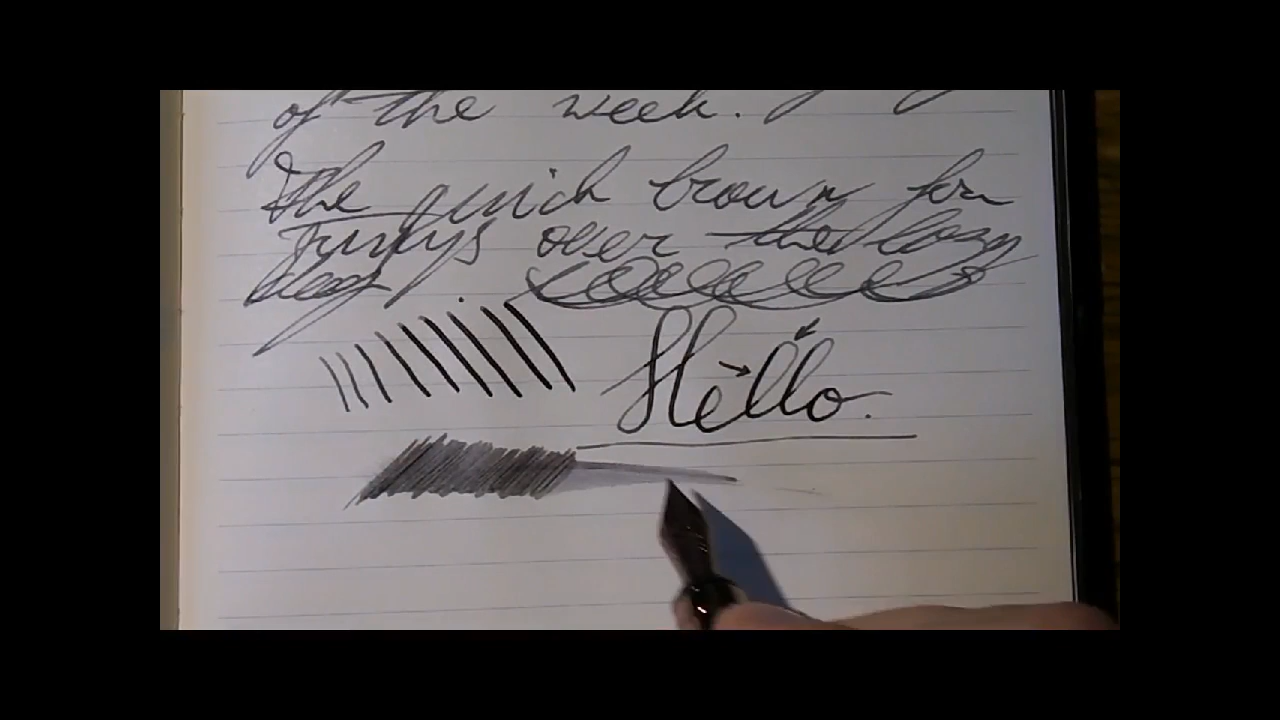 of the week.
The quick brown fox
Jumps over the lazy
dog.
Hello.